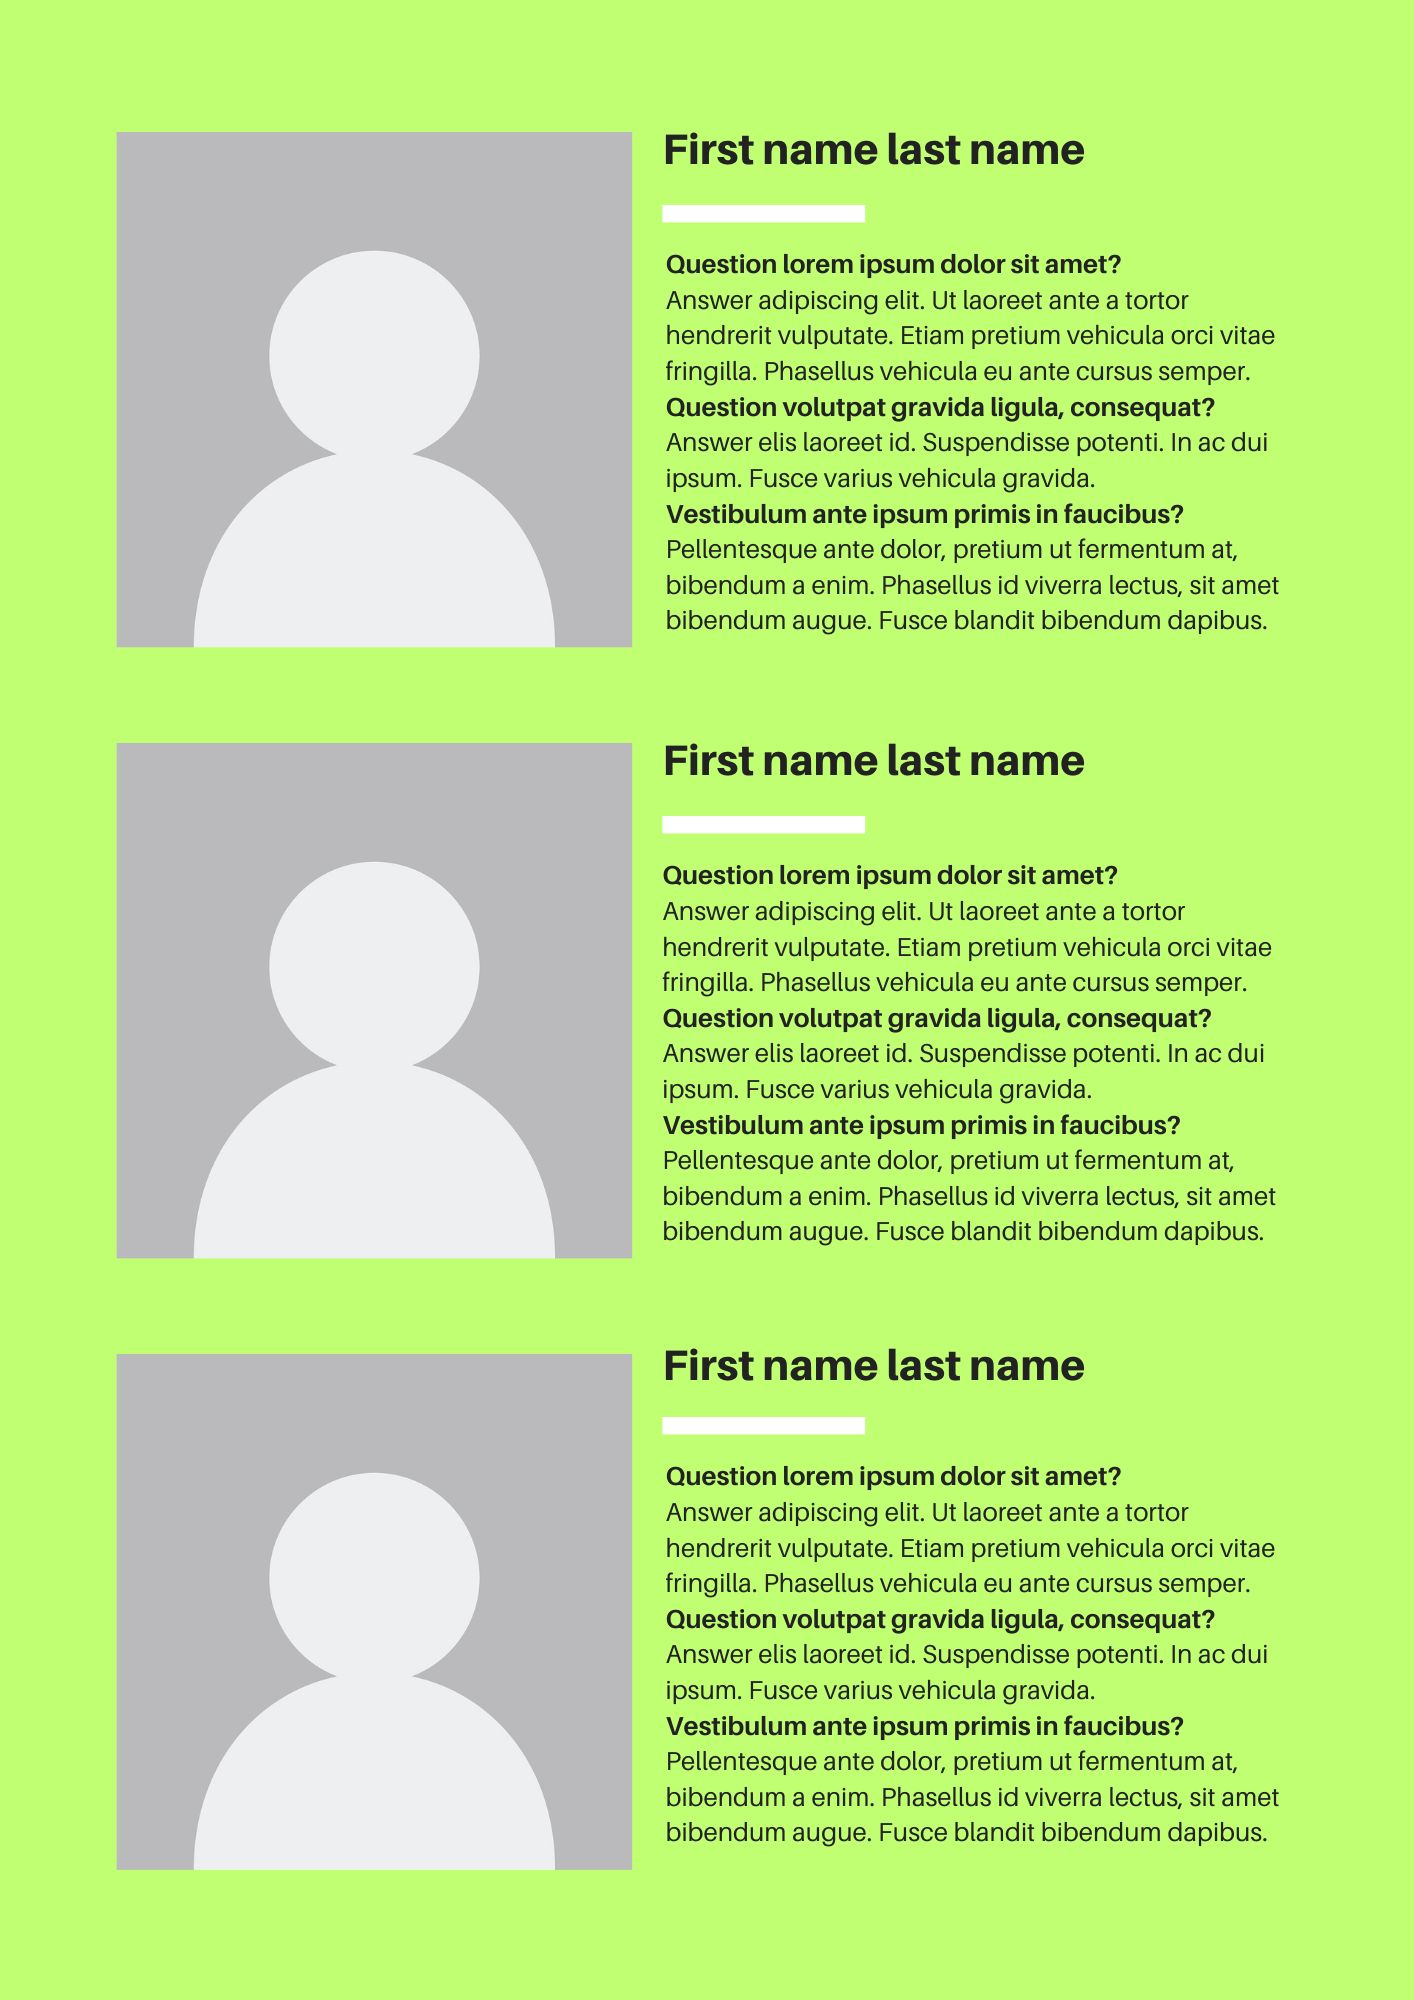 First name last name
Question lorem ipsum dolor sit amet?
Answer adipiscing elit. Ut laoreet ante a tortor
hendrerit vulputate. Etiam pretium vehicula orci vitae
fringilla. Phasellus vehicula eu ante cursus semper.
Question volutpat gravida ligula, consequat?
Answer elis laoreet id. Suspendisse potenti. In ac dui
ipsum. Fusce varius vehicula gravida.
Vestibulum ante ipsum primis in faucibus?
Pellentesque ante dolor, pretium ut fermentum at,
bibendum a enim. Phasellus id viverra lectus, sit amet
bibendum augue. Fusce blandit bibendum dapibus.
First name last name
Question lorem ipsum dolor sit amet?
Answer adipiscing elit. Ut laoreet ante a tortor
hendrerit vulputate. Etiam pretium vehicula orci vitae
fringilla. Phasellus vehicula eu ante cursus semper.
Question volutpat gravida ligula, consequat?
Answer elis laoreet id. Suspendisse potenti. In ac dui
ipsum. Fusce varius vehicula gravida.
Vestibulum ante ipsum primis in faucibus?
Pellentesque ante dolor, pretium ut fermentum at,
bibendum a enim. Phasellus id viverra lectus, sit amet
bibendum augue. Fusce blandit bibendum dapibus.
First name last name
Question lorem ipsum dolor sit amet?
Answer adipiscing elit. Ut laoreet ante a tortor
hendrerit vulputate. Etiam pretium vehicula orci vitae
fringilla. Phasellus vehicula eu ante cursus semper.
Question volutpat gravida ligula, consequat?
Answer elis laoreet id. Suspendisse potenti. In ac dui
ipsum. Fusce varius vehicula gravida.
Vestibulum ante ipsum primis in faucibus?
Pellentesque ante dolor, pretium ut fermentum at,
bibendum a enim. Phasellus id viverra lectus, sit amet
bibendum augue. Fusce blandit bibendum dapibus.